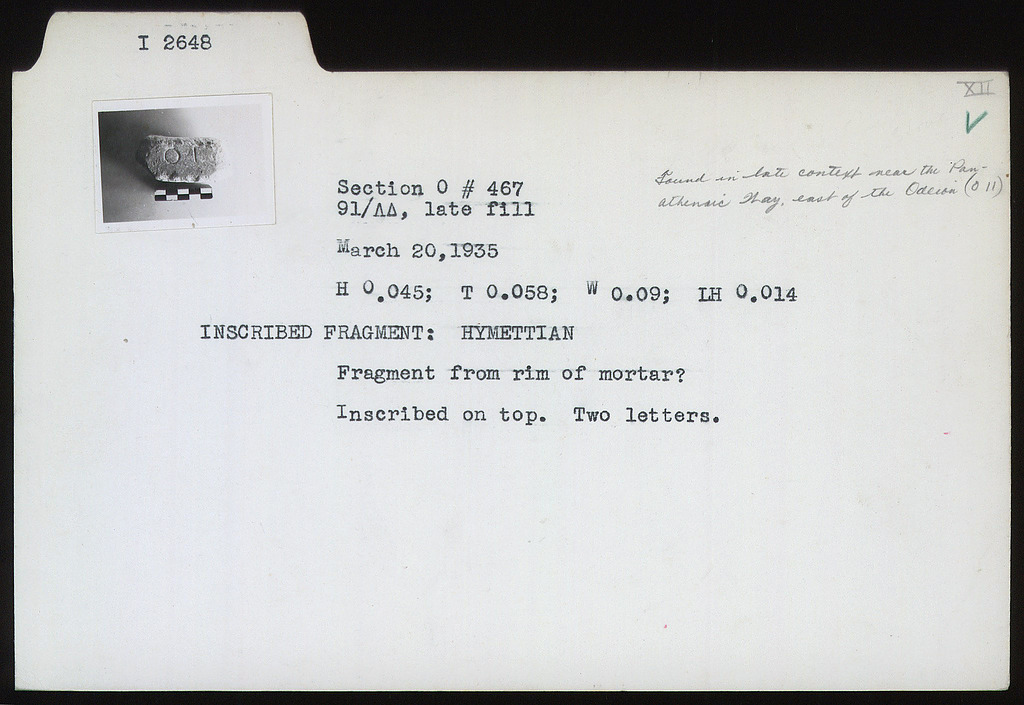 I 2648
XII
Ο Ι
Found in late context near the Pan-
athenaic Way, east of the Odeion (O 11)
Section O # 467
91/ΛΔ, late fill
March 20,1935
H 0.045; T 0.058; W 0.09; LH 0.014
INSCRIBED FRAGMENT: HYMETTIAN
Fragment from rim of mortar?
Inscribed on top. Two letters.